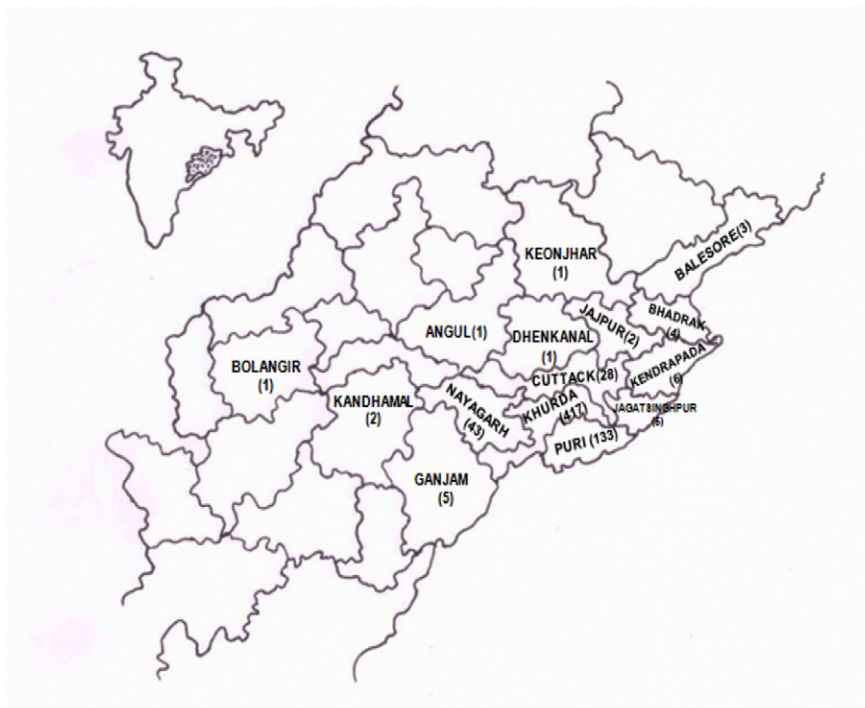 KEONJHAR
(1)
BALESORE(3)
ANGUL(1)
DHENKANAL
(1)
JAJPUR(2)
BHADRAK
(4)
BOLANGIR
(1)
KANDHAMAL
(2)
NAYAGARH
(43)
CUTTACK(28)
KENDRAPADA
(6)
KHURDA
(417)
JAGATSINGHPUR
(5)
PURI (133)
GANJAM
(5)